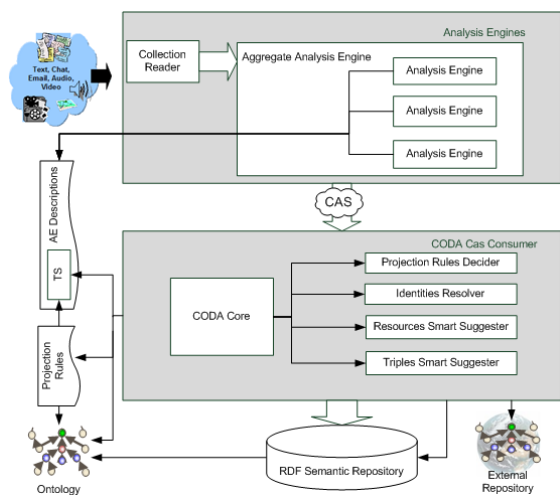 Analysis Engines
Text, Chat,
Email, Audio,
Video
Collection
Reader
Aggregate Analysis Engine
Analysis Engine
Analysis Engine
Analysis Engine
CAS
AE Descriptions
TS
CODA Cas Consumer
CODA Core
Projection Rules Decider
Identities Resolver
Resources Smart Suggester
Triples Smart Suggester
Projection
Rules
Ontology
RDF Semantic Repository
External
Repository